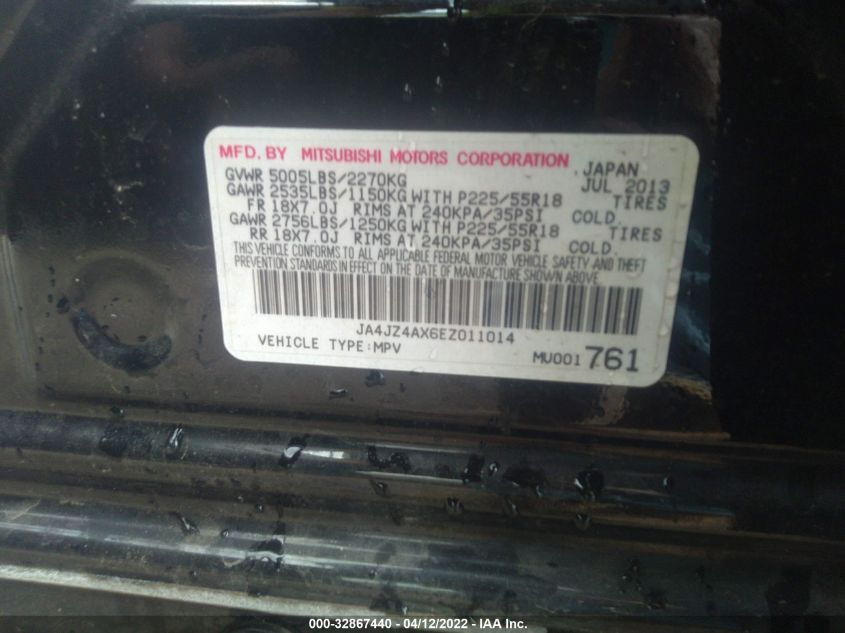 MFD. BY MITSUBISHI MOTORS CORPORATION JAPAN
GVWR 5005LBS/2270KG JUL 2013
GAWR 2535LBS/1150KG WITH P225/55R18 TIRES
FR 18X7.0J RIMS AT 240KPA/35PSI COLD.
GAWR 2756LBS/1250KG WITH P225/55R18 TIRES
RR 18X7.0J RIMS AT 240KPA/35PSI COLD.
THIS VEHICLE CONFORMS TO ALL APPLICABLE FEDERAL MOTOR VEHICLE SAFETY AND THEFT
PREVENTION STANDARDS IN EFFECT ON THE DATE OF MANUFACTURE SHOWN ABOVE.
JA4JZ4AX6EZ011014
VEHICLE TYPE:MPV MU001 761
000-32867440 - 04/12/2022 - IAA Inc.